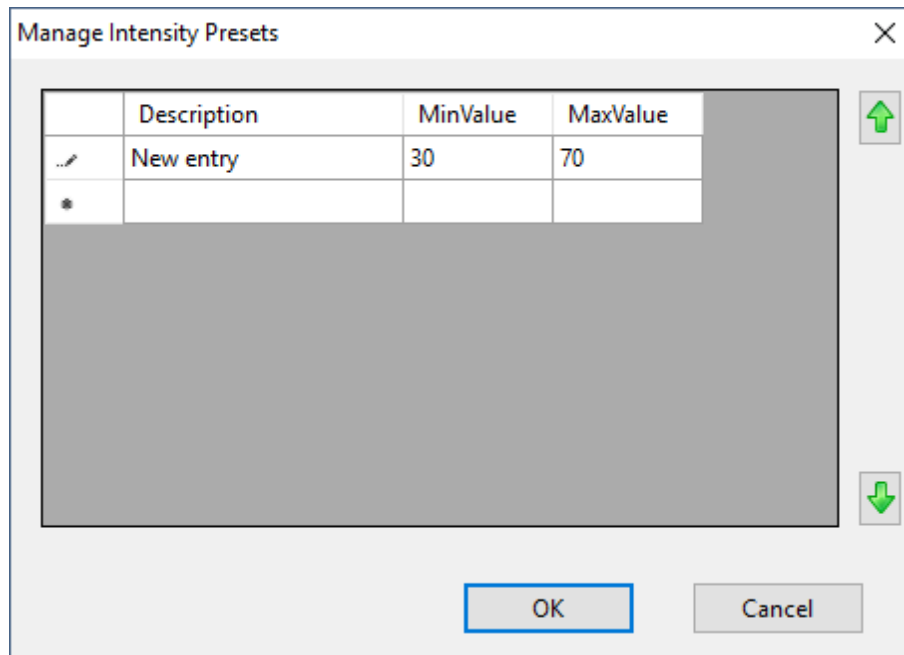 Manage Intensity Presets
Description MinValue MaxValue
New entry 30 70
OK Cancel